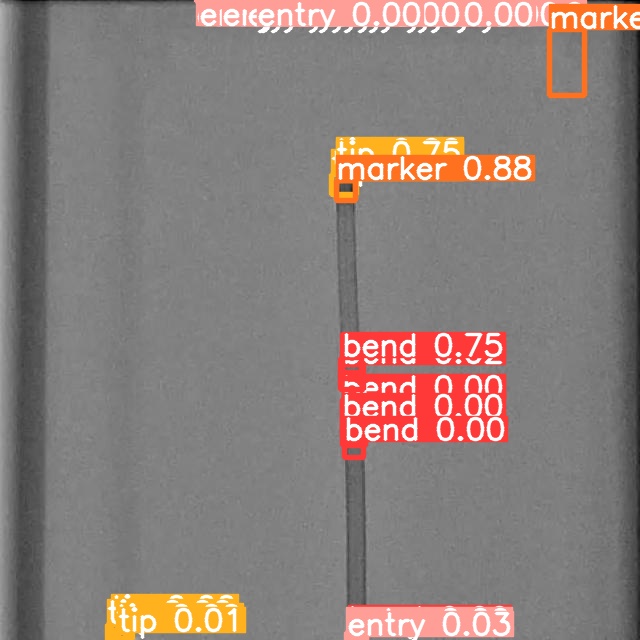 entry 0.00
marke
tip 0.75
marker 0.88
bend 0.75
bend 0.00
bend 0.00
bend 0.00
tip 0.01
entry 0.03